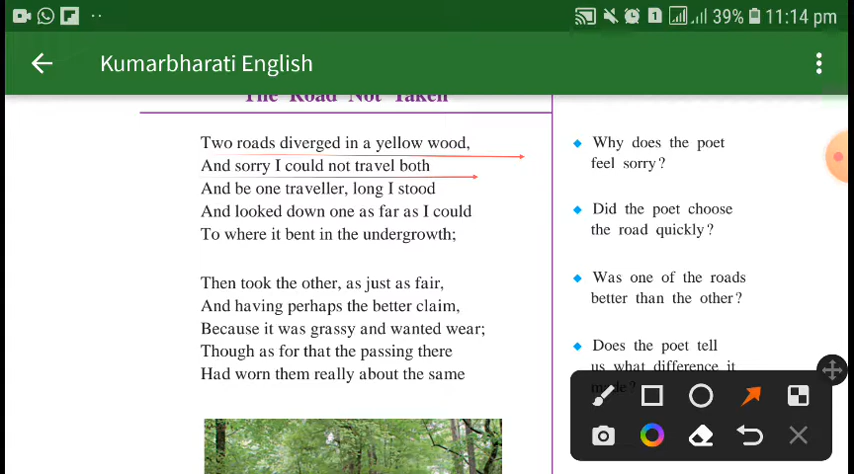 39% 11:14 pm
Kumarbharati English
The Road Not Taken
Two roads diverged in a yellow wood,
And sorry I could not travel both
And be one traveller, long I stood
And looked down one as far as I could
To where it bent in the undergrowth;
Then took the other, as just as fair,
And having perhaps the better claim,
Because it was grassy and wanted wear;
Though as for that the passing there
Had worn them really about the same
Why does the poet
feel sorry?
Did the poet choose
the road quickly?
Was one of the roads
better than the other?
Does the poet tell
us what difference it